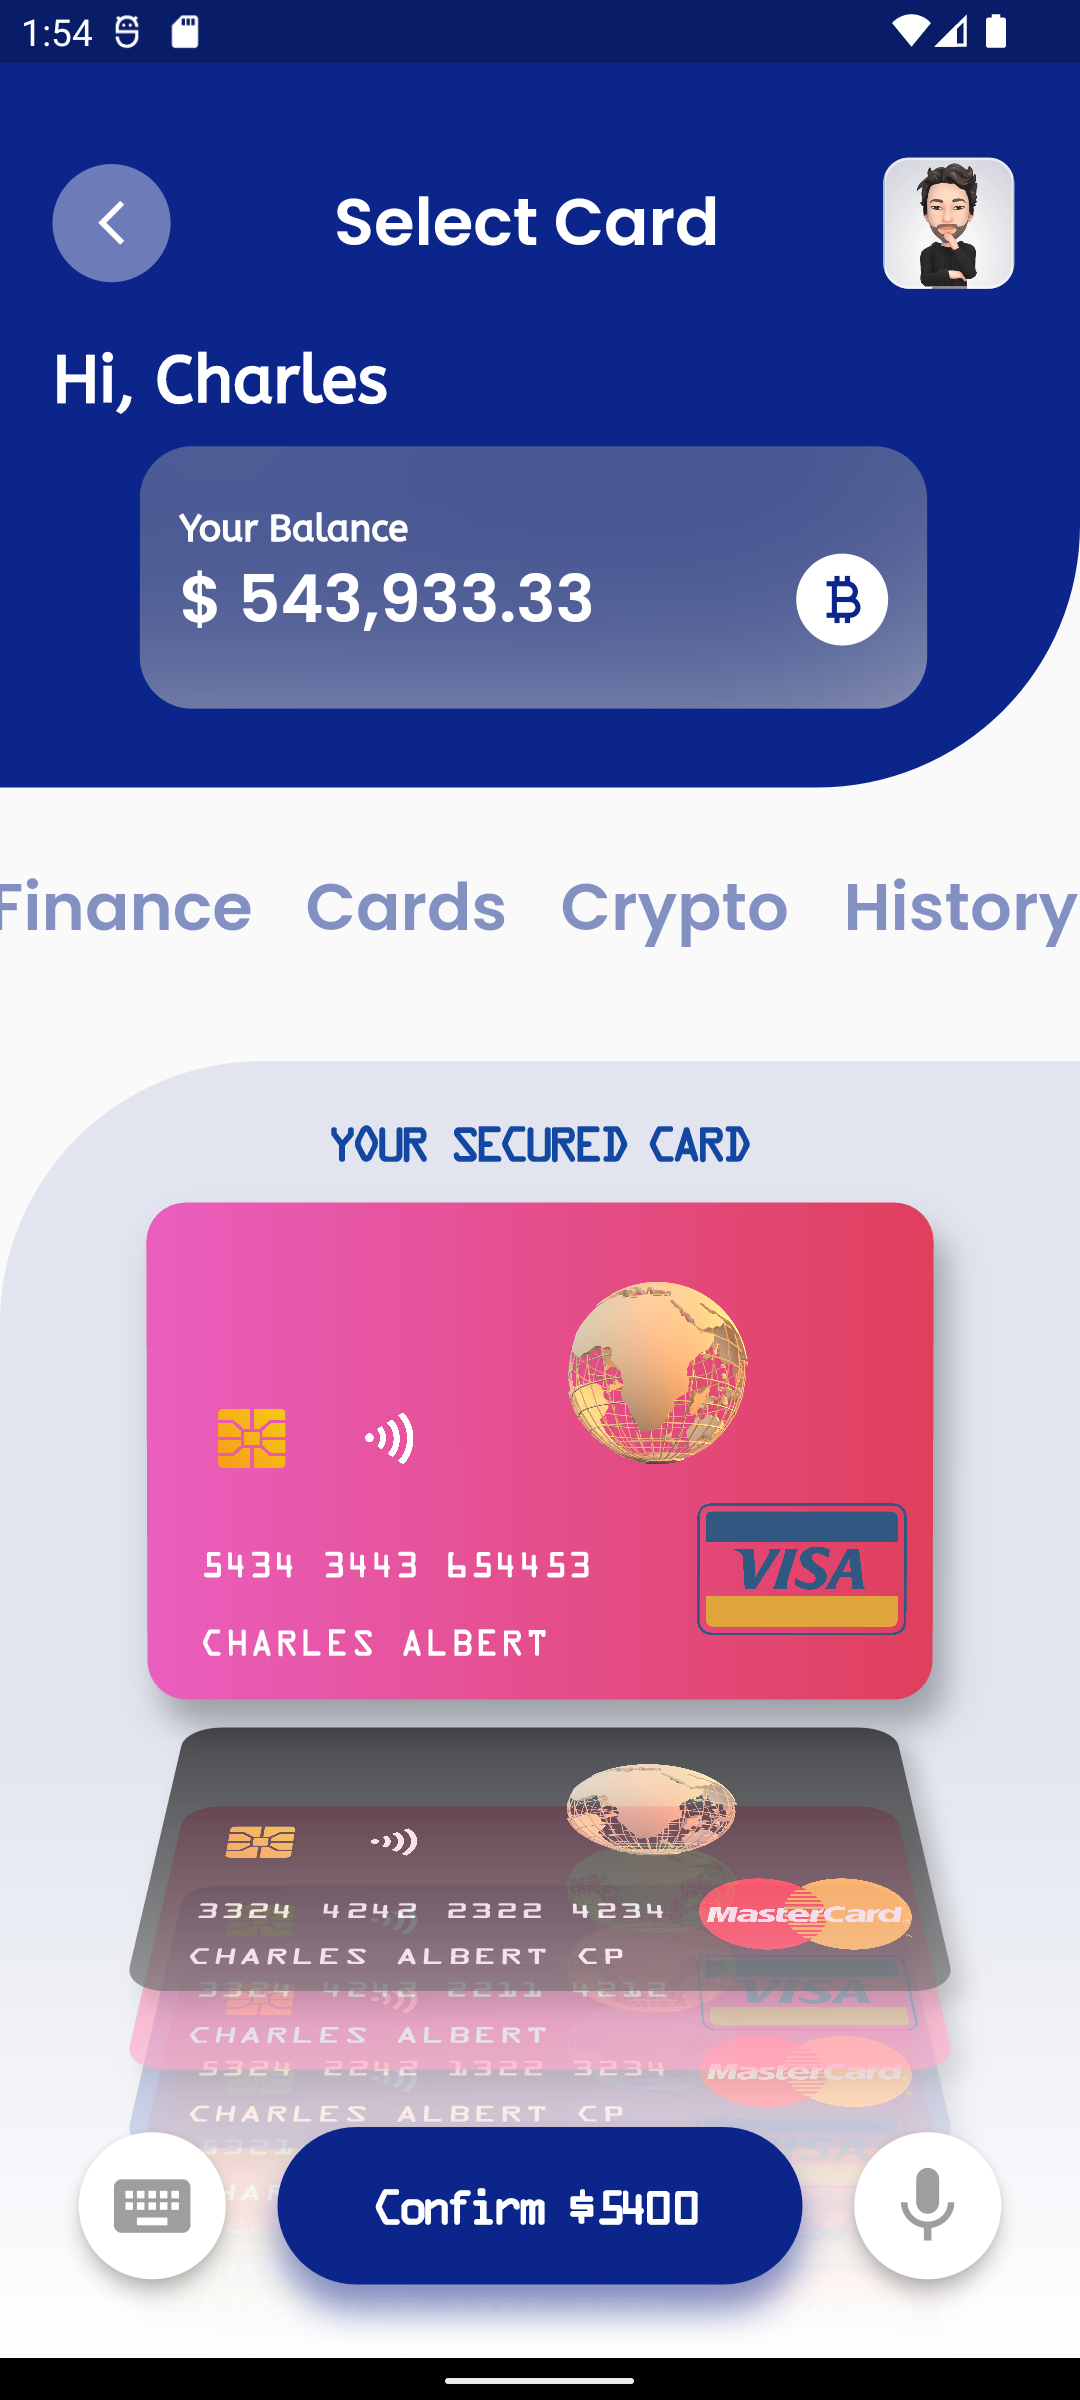 1:54
Select Card
Hi, Charles
Your Balance
$ 543,933.33
Finance Cards Crypto History
YOUR SECURED CARD
5434 3443 654453
VISA
CHARLES ALBERT
3324 4242 2322 4234
MasterCard
CHARLES ALBERT CP
3324 4242 2211 4212
VISA
CHARLES ALBERT
5324 2242 1322 3234
MasterCard
CHARLES ALBERT CP
5321
Confirm $5400